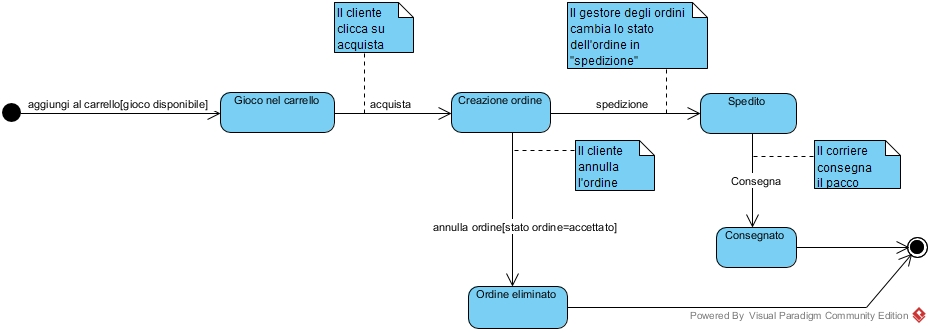 Il cliente
clicca su
acquista
Il gestore degli ordini
cambia lo stato
dell'ordine in
"spedizione"
aggiungi al carrello[gioco disponibile]
Gioco nel carrello
acquista
Creazione ordine
spedizione
Spedito
Il cliente
annulla
l'ordine
Il corriere
consegna
il pacco
Consegna
annulla ordine[stato ordine=accettato]
Consegnato
Ordine eliminato
Powered By Visual Paradigm Community Edition